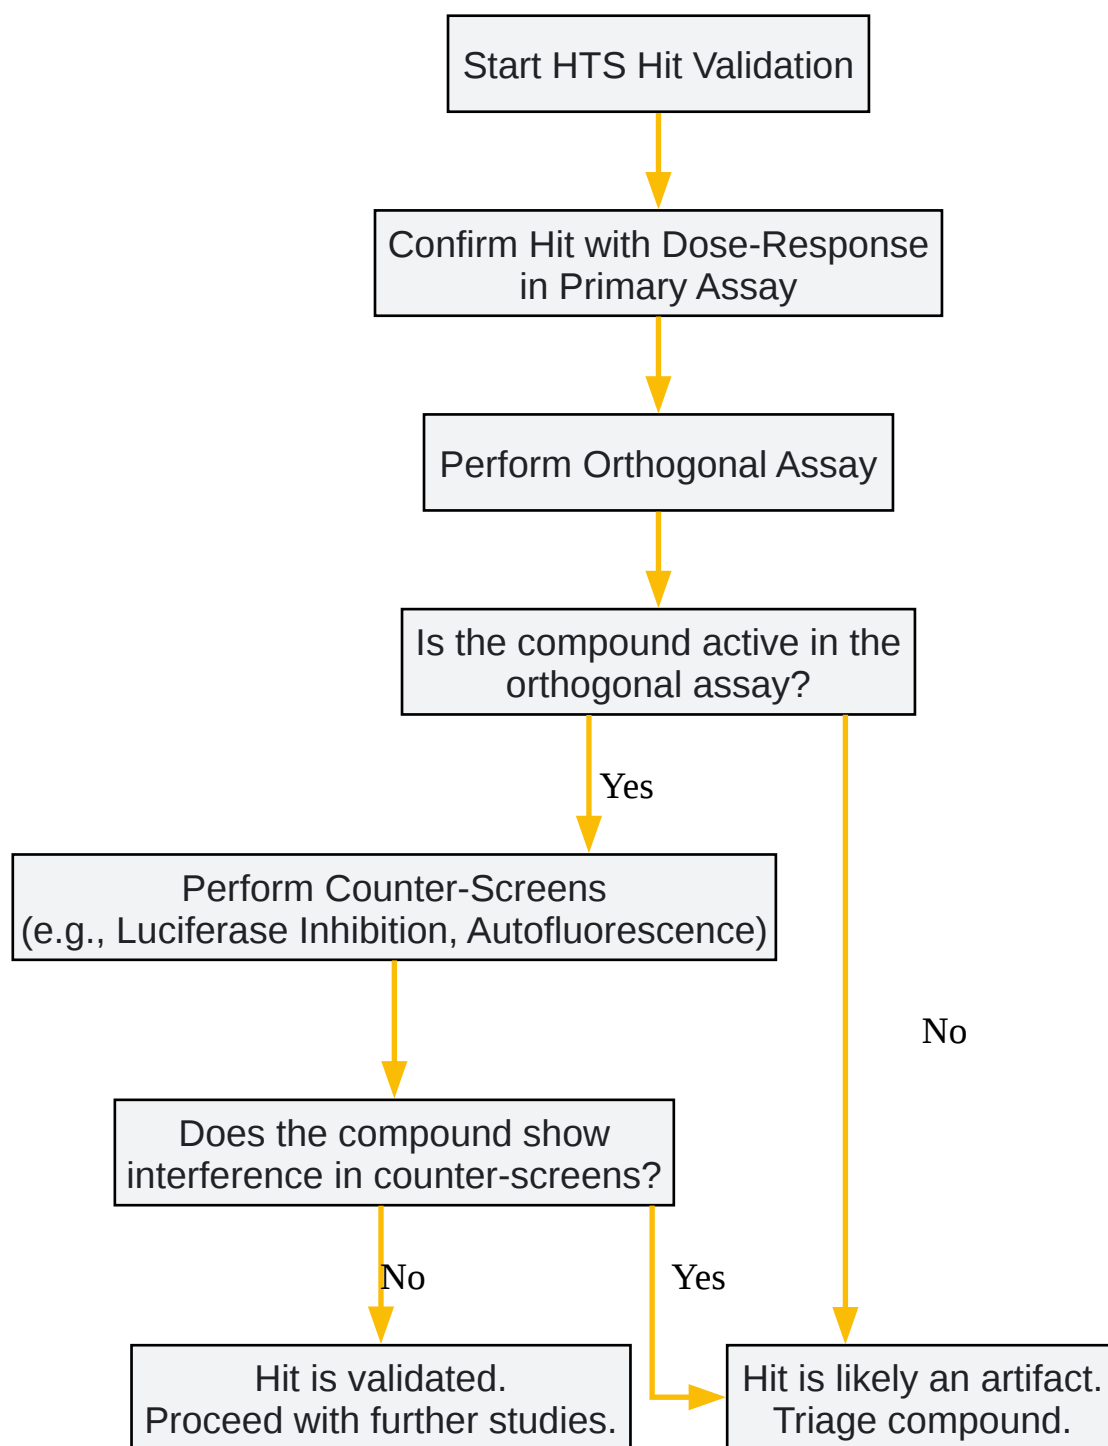 Start HTS Hit Validation
Confirm Hit with Dose-Response
in Primary Assay
Perform Orthogonal Assay
Is the compound active in the
orthogonal assay?
Yes
Perform Counter-Screens
(e.g., Luciferase Inhibition, Autofluorescence)
No
Does the compound show
interference in counter-screens?
No
Yes
Hit is validated.
Proceed with further studies.
Hit is likely an artifact.
Triage compound.